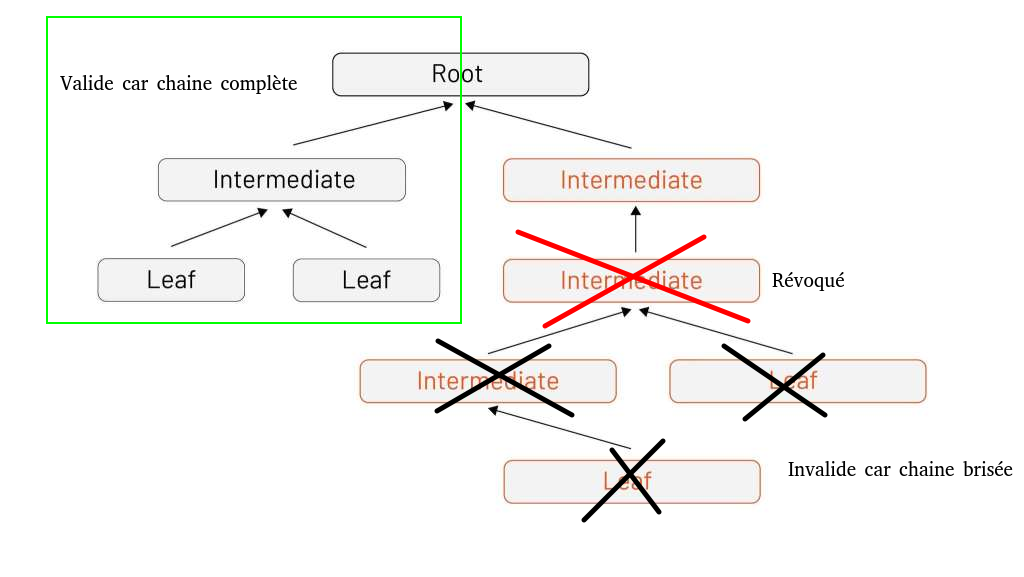 Root
Valide car chaine complète
Intermediate
Intermediate
Leaf
Leaf
Intermediate
Révoqué
Intermediate
Leaf
Leaf
Invalide car chaine brisée